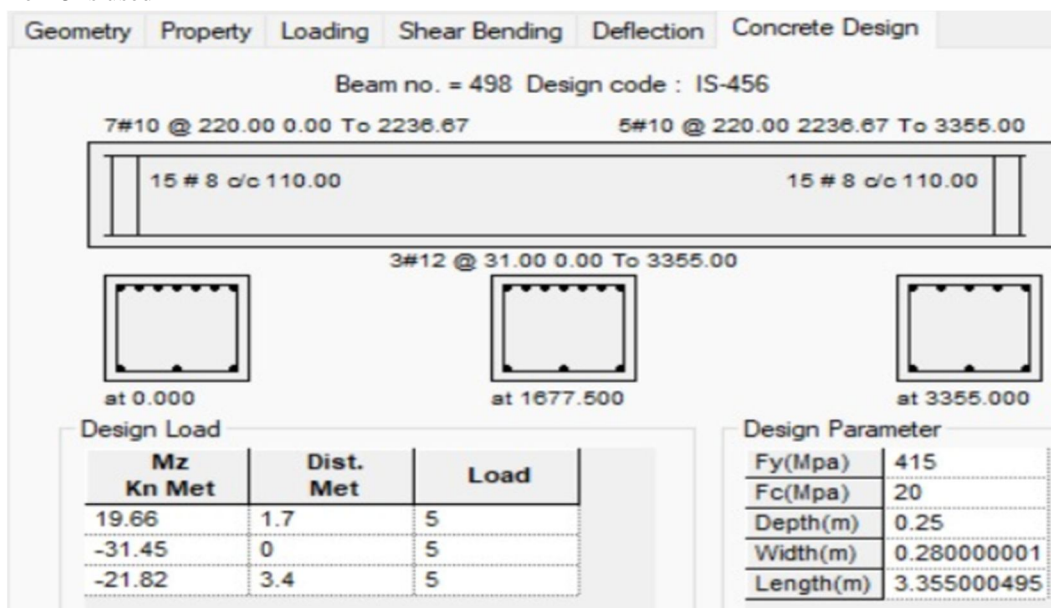 Geometry Property Loading Shear Bending Deflection Concrete Design
Beam no. = 498 Design code : IS-456
7#10 @ 220.00 0.00 To 2236.67 5#10 @ 220.00 2236.67 To 3355.00
15 # 8 c/c 110.00 15 # 8 c/c 110.00
3#12 @ 31.00 0.00 To 3355.00
at 0.000 at 1677.500 at 3355.000
Design Load Design Parameter
Mz Kn Met Dist. Met Load
19.66 1.7 5
-31.45 0 5
-21.82 3.4 5
Fy(Mpa) 415
Fc(Mpa) 20
Depth(m) 0.25
Width(m) 0.280000001
Length(m) 3.355000495